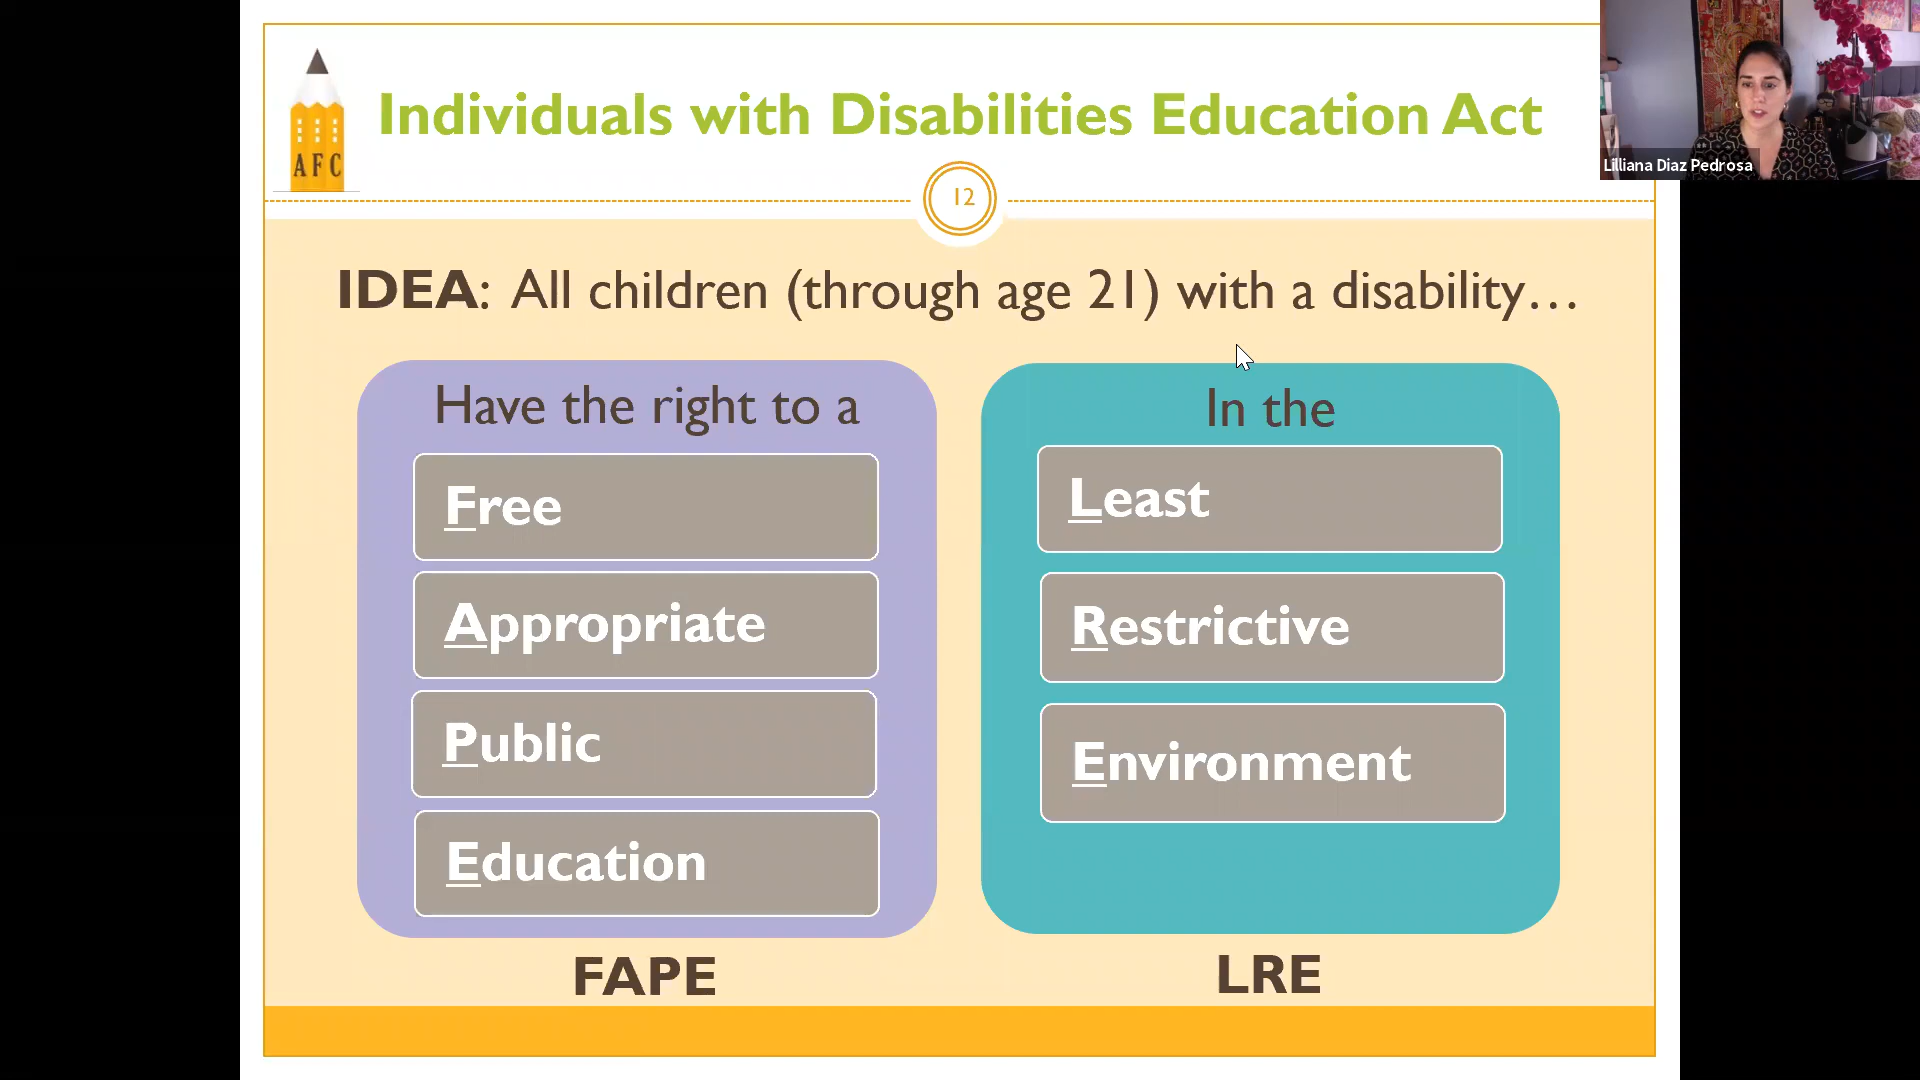 AFC
Individuals with Disabilities Education Act
Lilliana Diaz Pedrosa
12
IDEA: All children (through age 21) with a disability…
Have the right to a
Free
Appropriate
Public
Education
FAPE
In the
Least
Restrictive
Environment
LRE